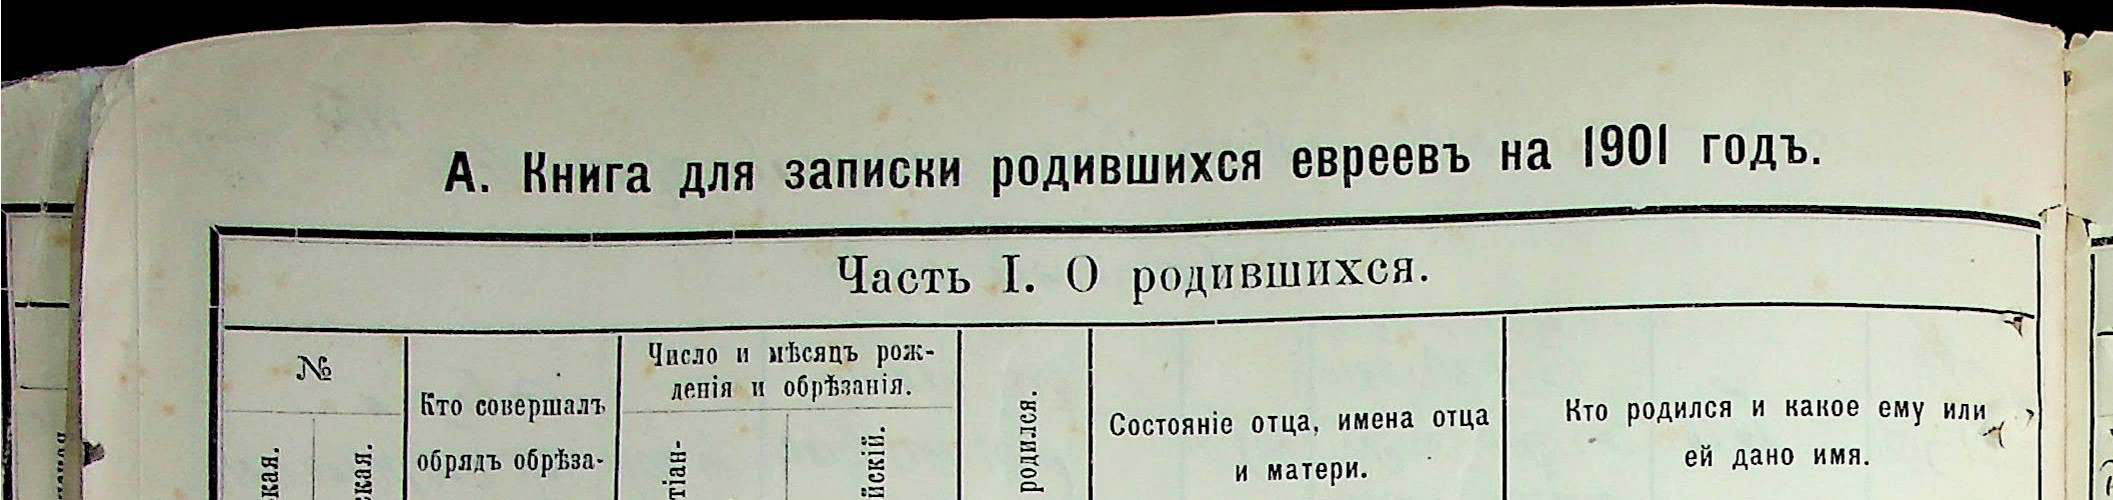 А. Книга для записки родившихся евреевъ на 1901 годъ.
Часть I. О родившихся.
№
Кто совершалъ
обрядъ обрѣза-
Число и мѣсяцъ рож-
денія и обрѣзанія.
родился.
Состояніе отца, имена отца
и матери.
Кто родился и какое ему или
ей дано имя.